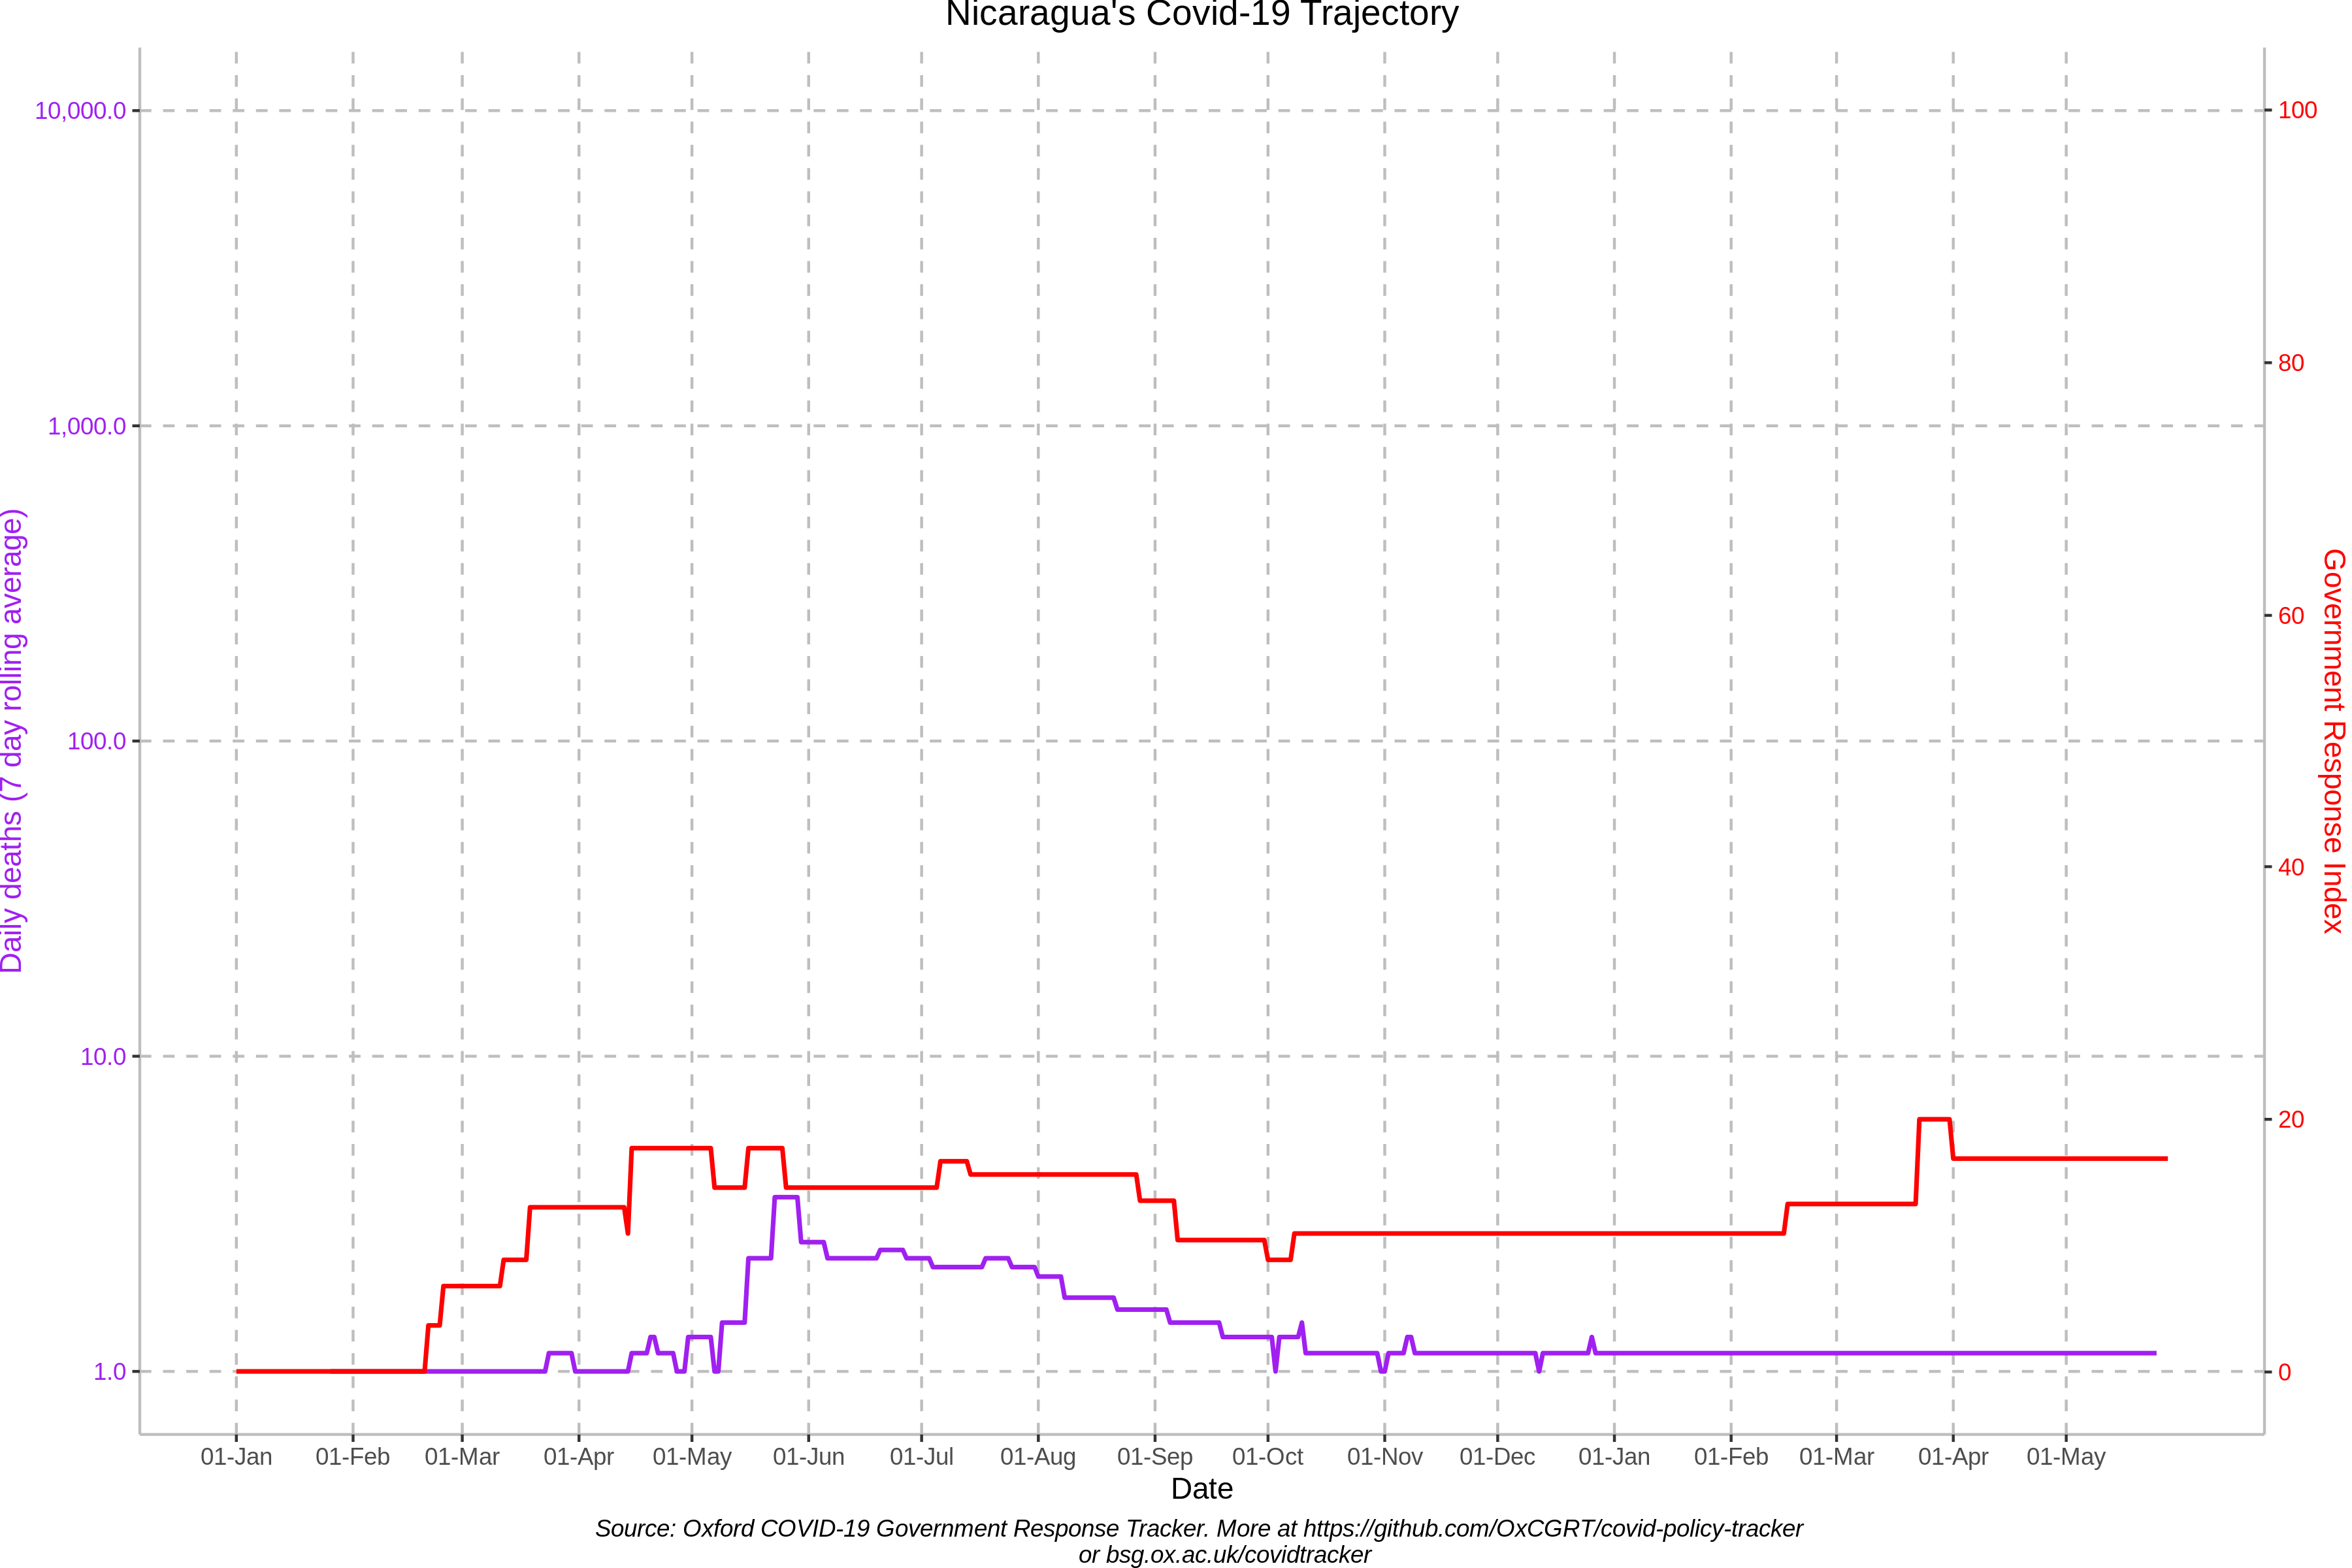 Nicaragua's Covid-19 Trajectory
10,000.0
1,000.0
100.0
10.0
1.0
Daily deaths (7 day rolling average)
100
80
60
40
20
0
Government Response Index
01-Jan 01-Feb 01-Mar 01-Apr 01-May 01-Jun 01-Jul 01-Aug 01-Sep 01-Oct 01-Nov 01-Dec 01-Jan 01-Feb 01-Mar 01-Apr 01-May
Date
Source: Oxford COVID-19 Government Response Tracker. More at https://github.com/OxCGRT/covid-policy-tracker
or bsg.ox.ac.uk/covidtracker